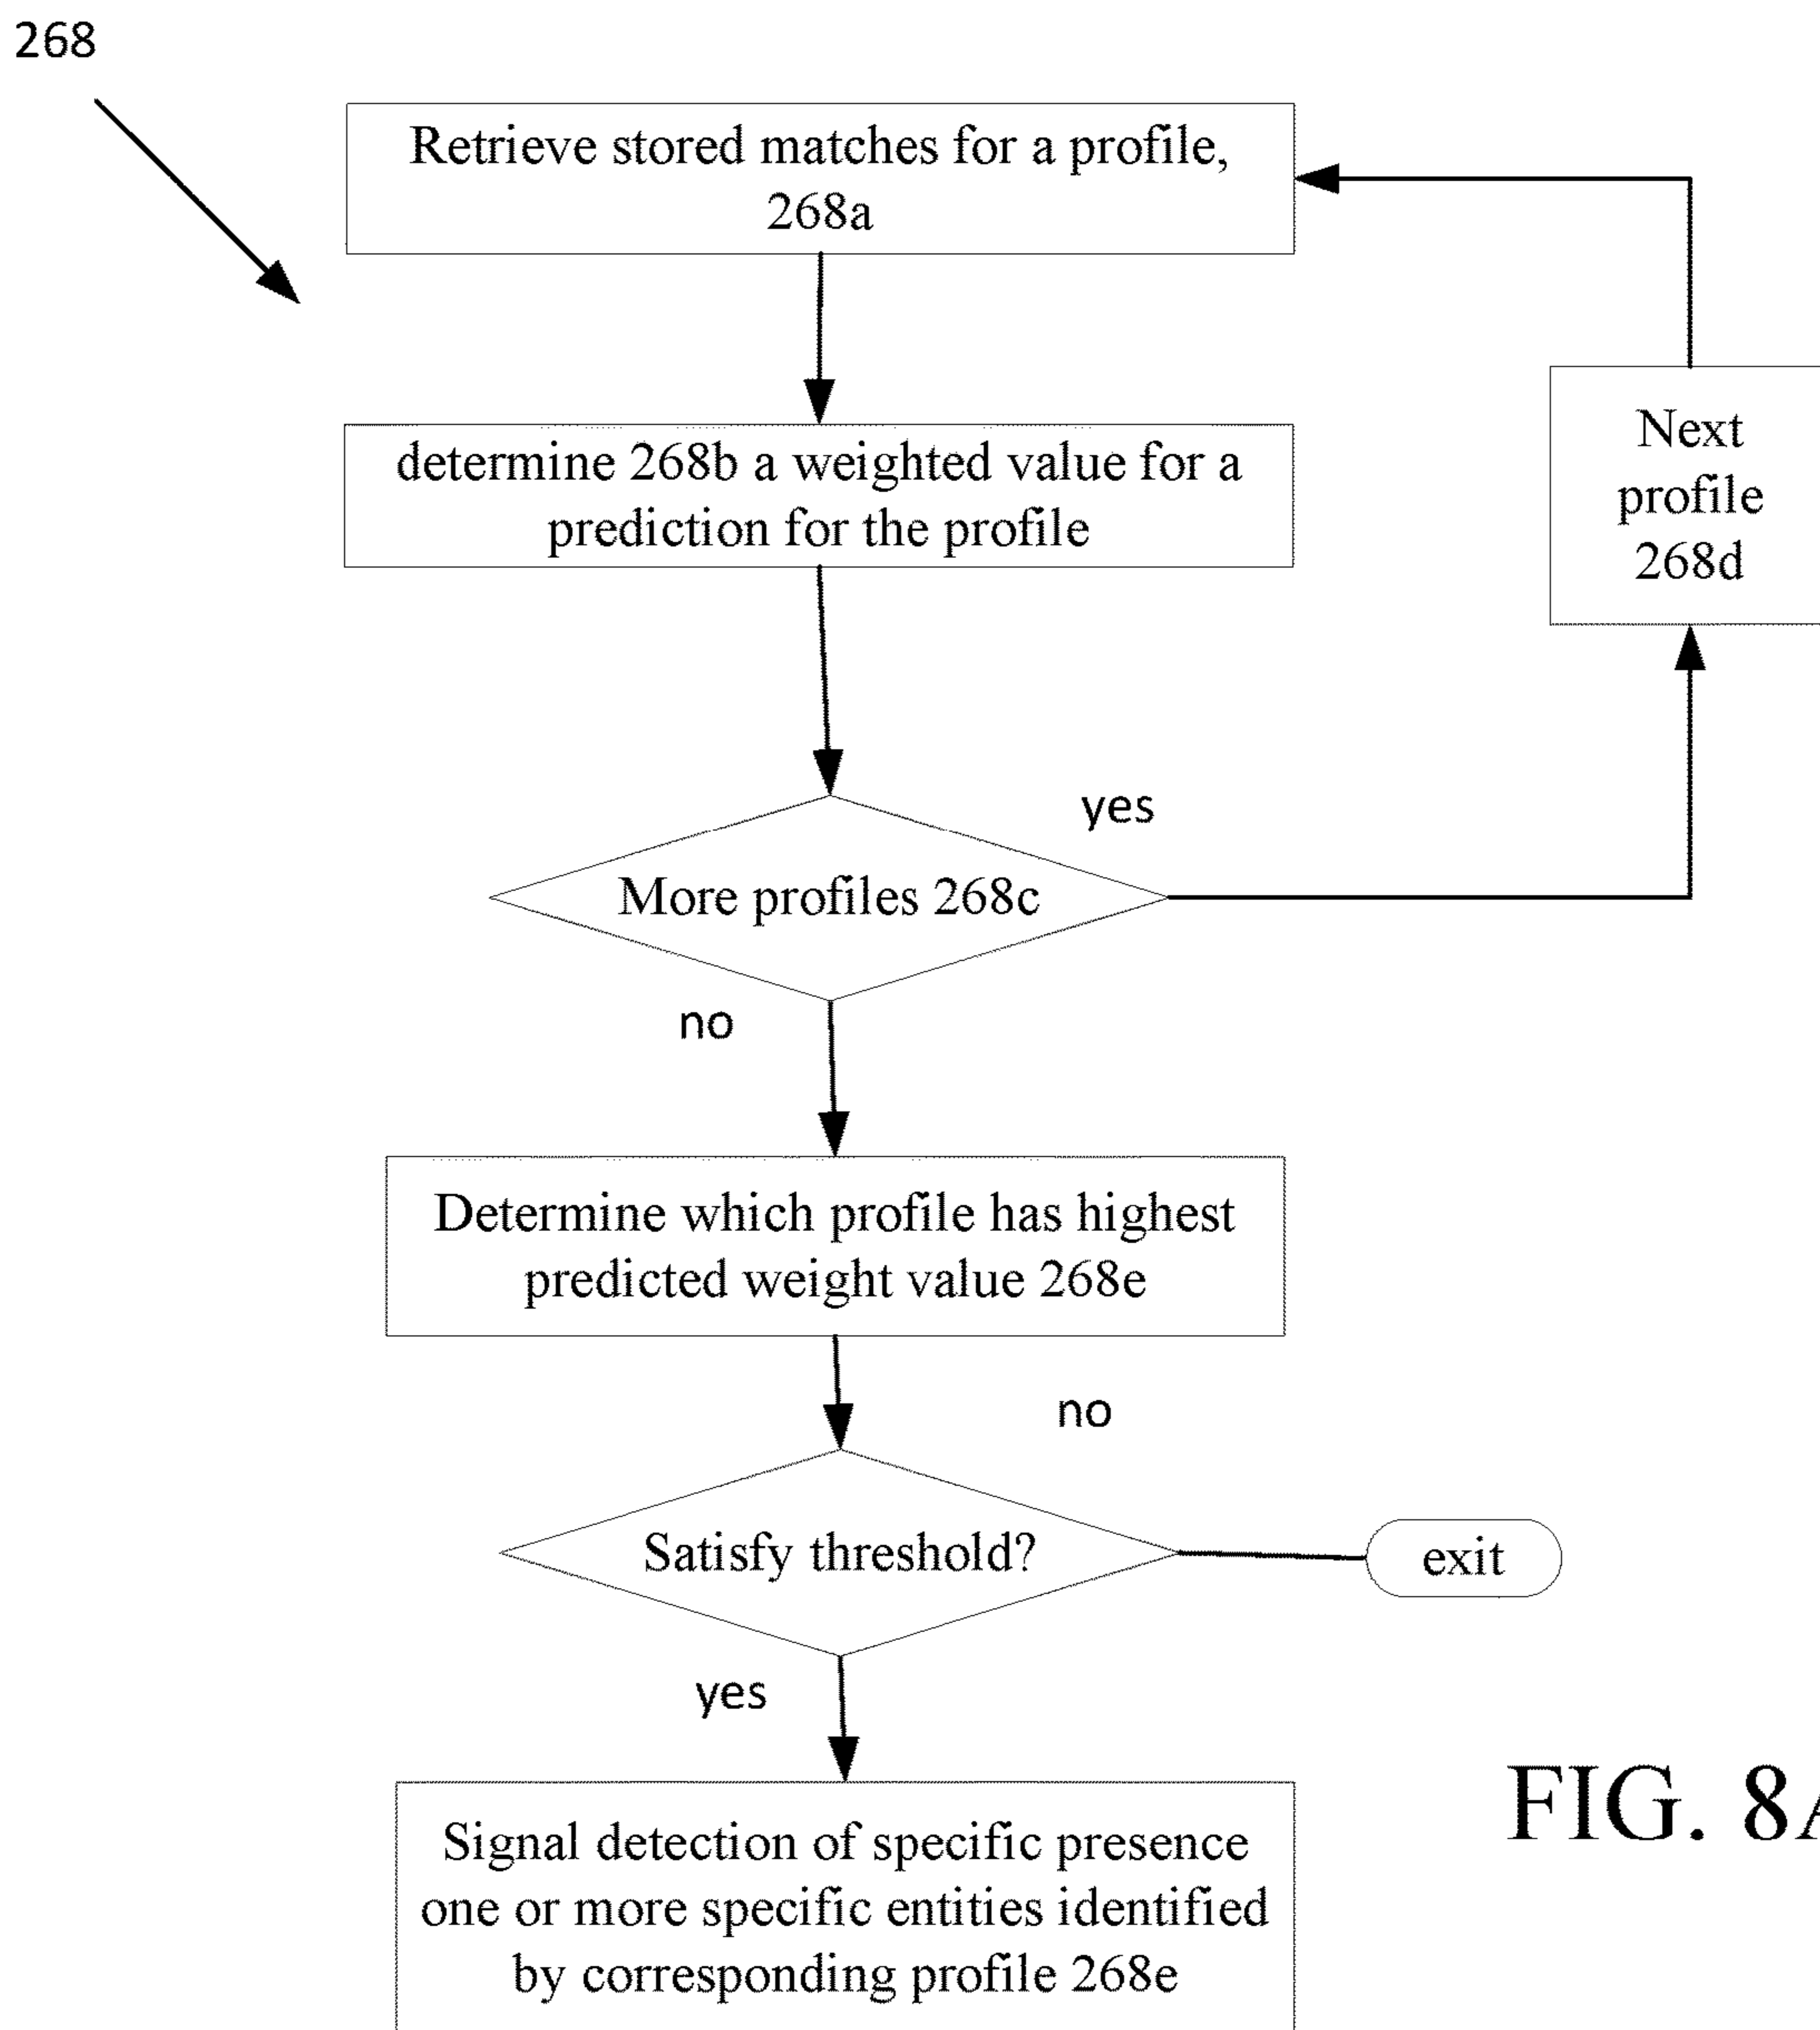 268
Retrieve stored matches for a profile,
268a
determine 268b a weighted value for a
prediction for the profile
Next
profile
268d
yes
More profiles 268c
no
Determine which profile has highest
predicted weight value 268e
no
Satisfy threshold?
exit
yes
Signal detection of specific presence
one or more specific entities identified
by corresponding profile 268e
FIG. 8A